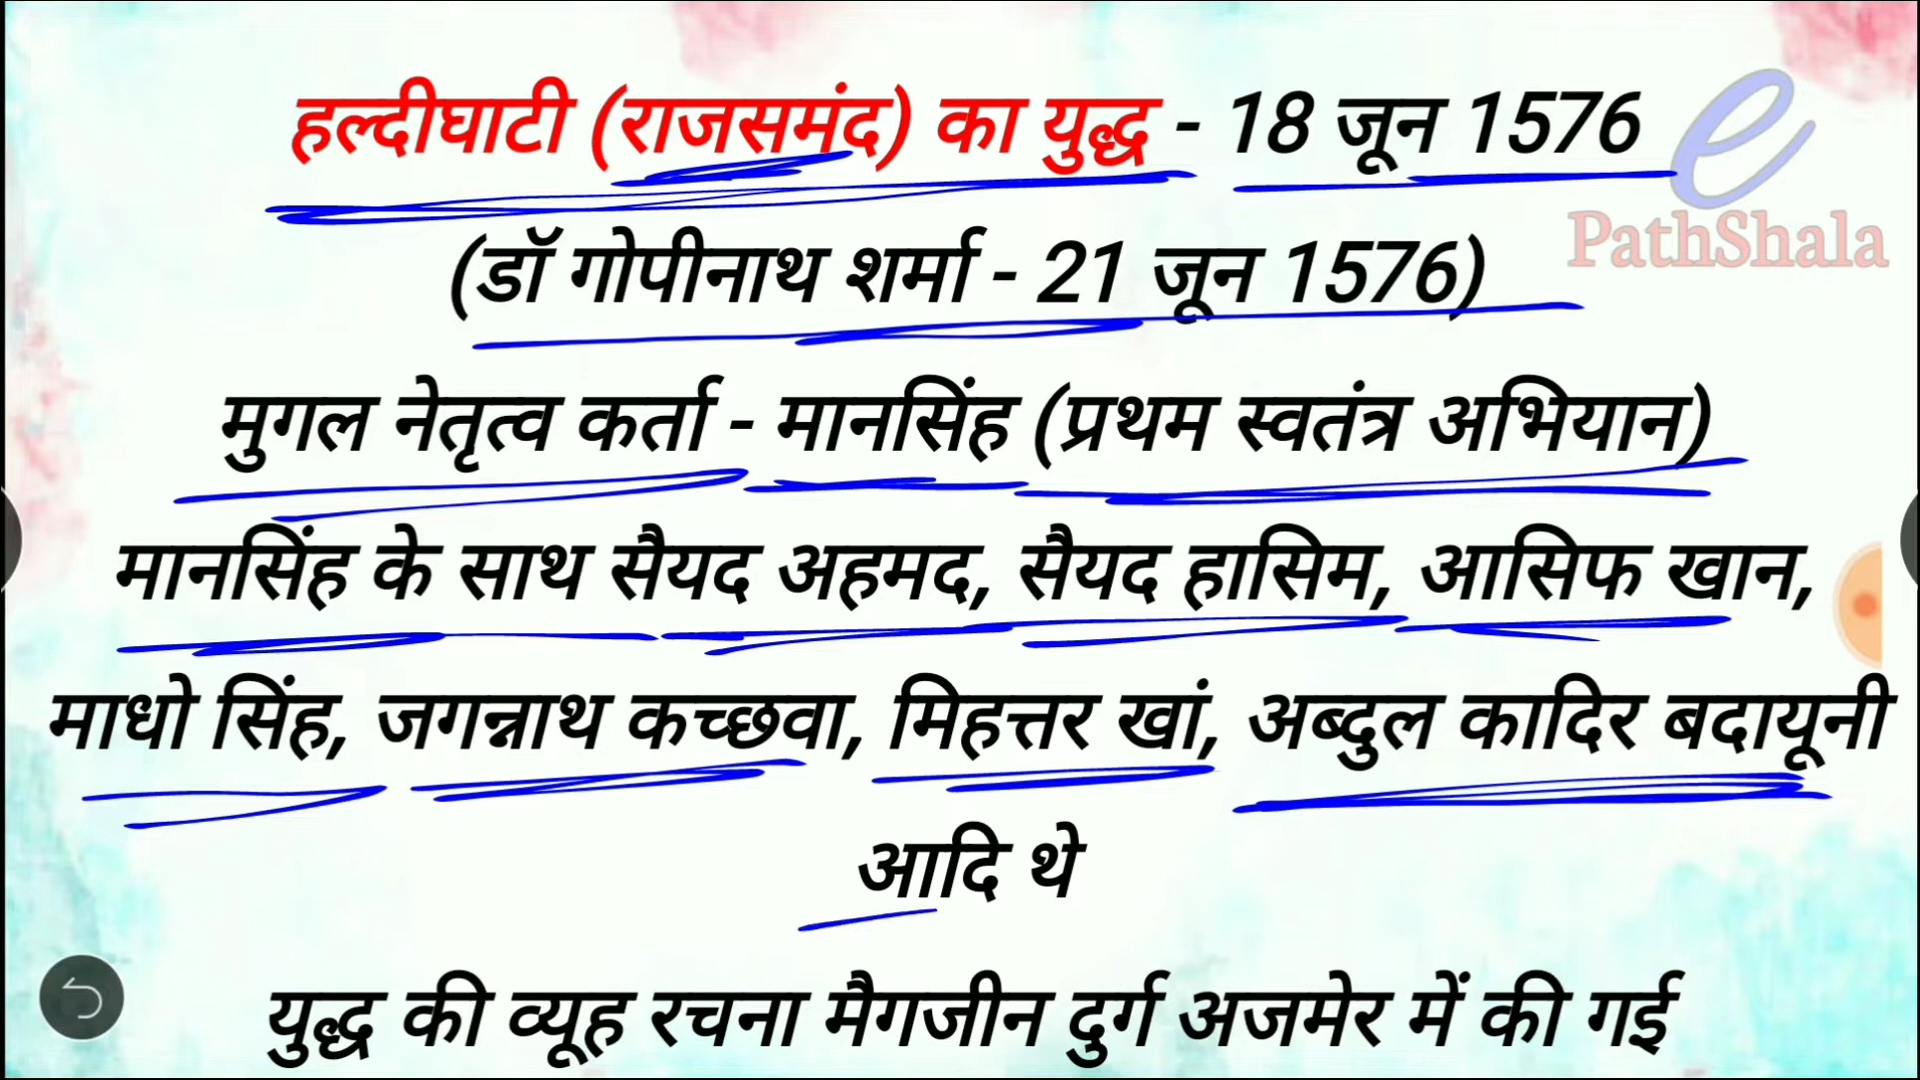 हल्दीघाटी (राजसमंद) का युद्ध - 18 जून 1576
e
PathShala
(डॉ गोपीनाथ शर्मा - 21 जून 1576)
मुगल नेतृत्व कर्ता - मानसिंह (प्रथम स्वतंत्र अभियान)
मानसिंह के साथ सैयद अहमद, सैयद हासिम, आसिफ खान,
माधो सिंह, जगन्नाथ कच्छवा, मिहत्तर खां, अब्दुल कादिर बदायूनी
आदि थे
युद्ध की व्यूह रचना मैगजीन दुर्ग अजमेर में की गई